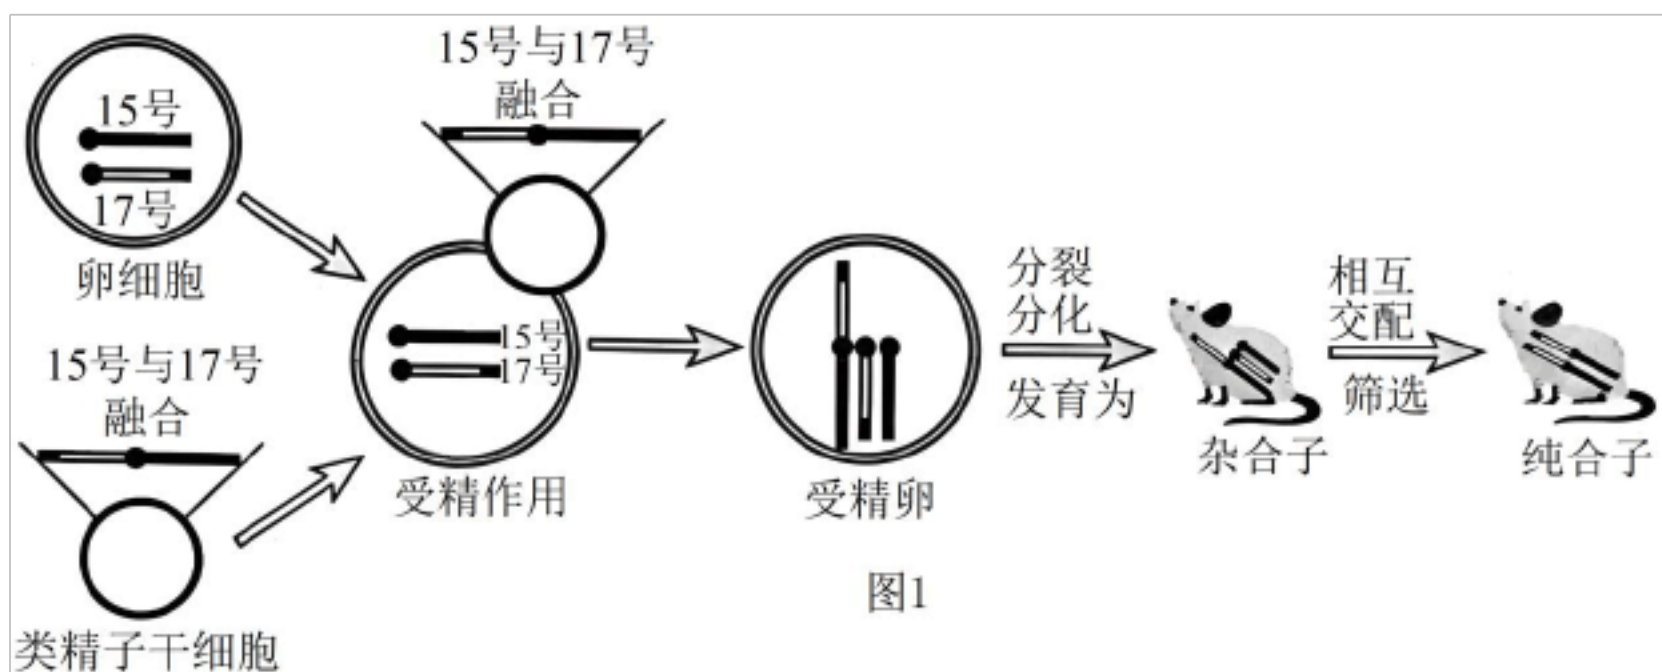 15号
17号
卵细胞
15号与17号
融合
类精子干细胞
15号与17号
融合
15号
17号
受精作用
受精卵
分裂
分化
发育为
杂合子
相互
交配
筛选
纯合子
图1